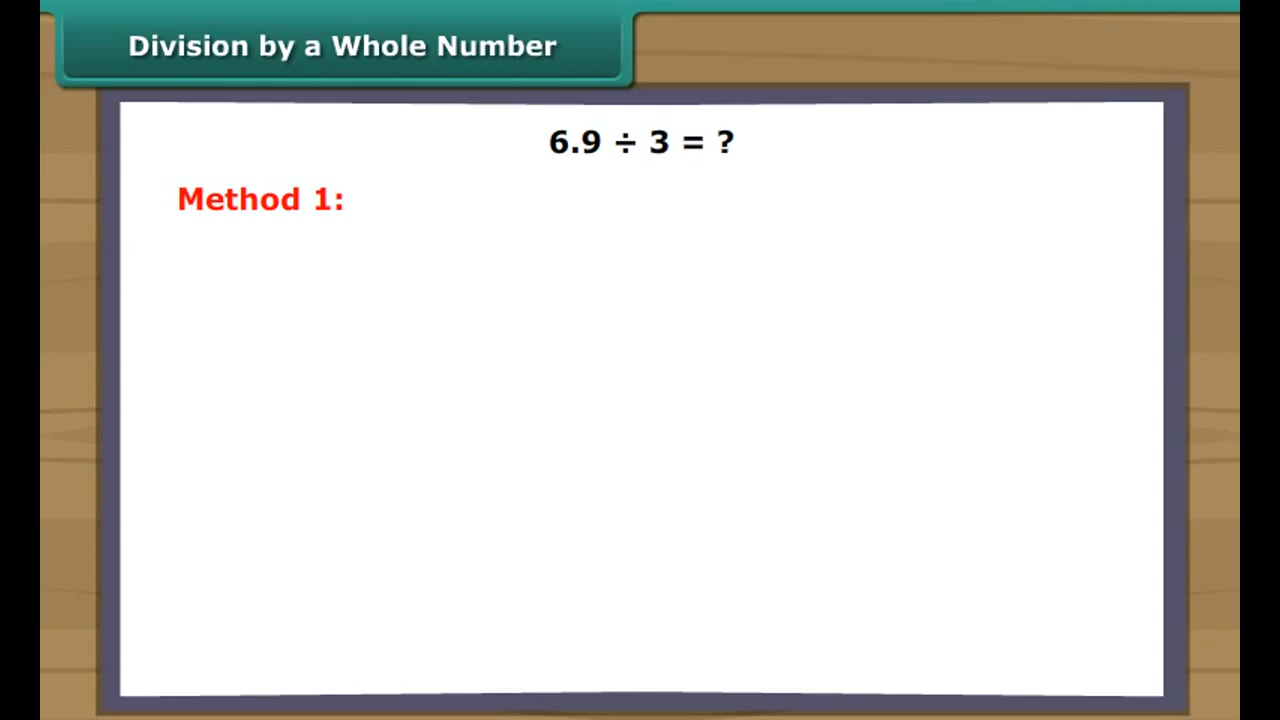 Division by a Whole Number
6.9 ÷ 3 = ?
Method 1: